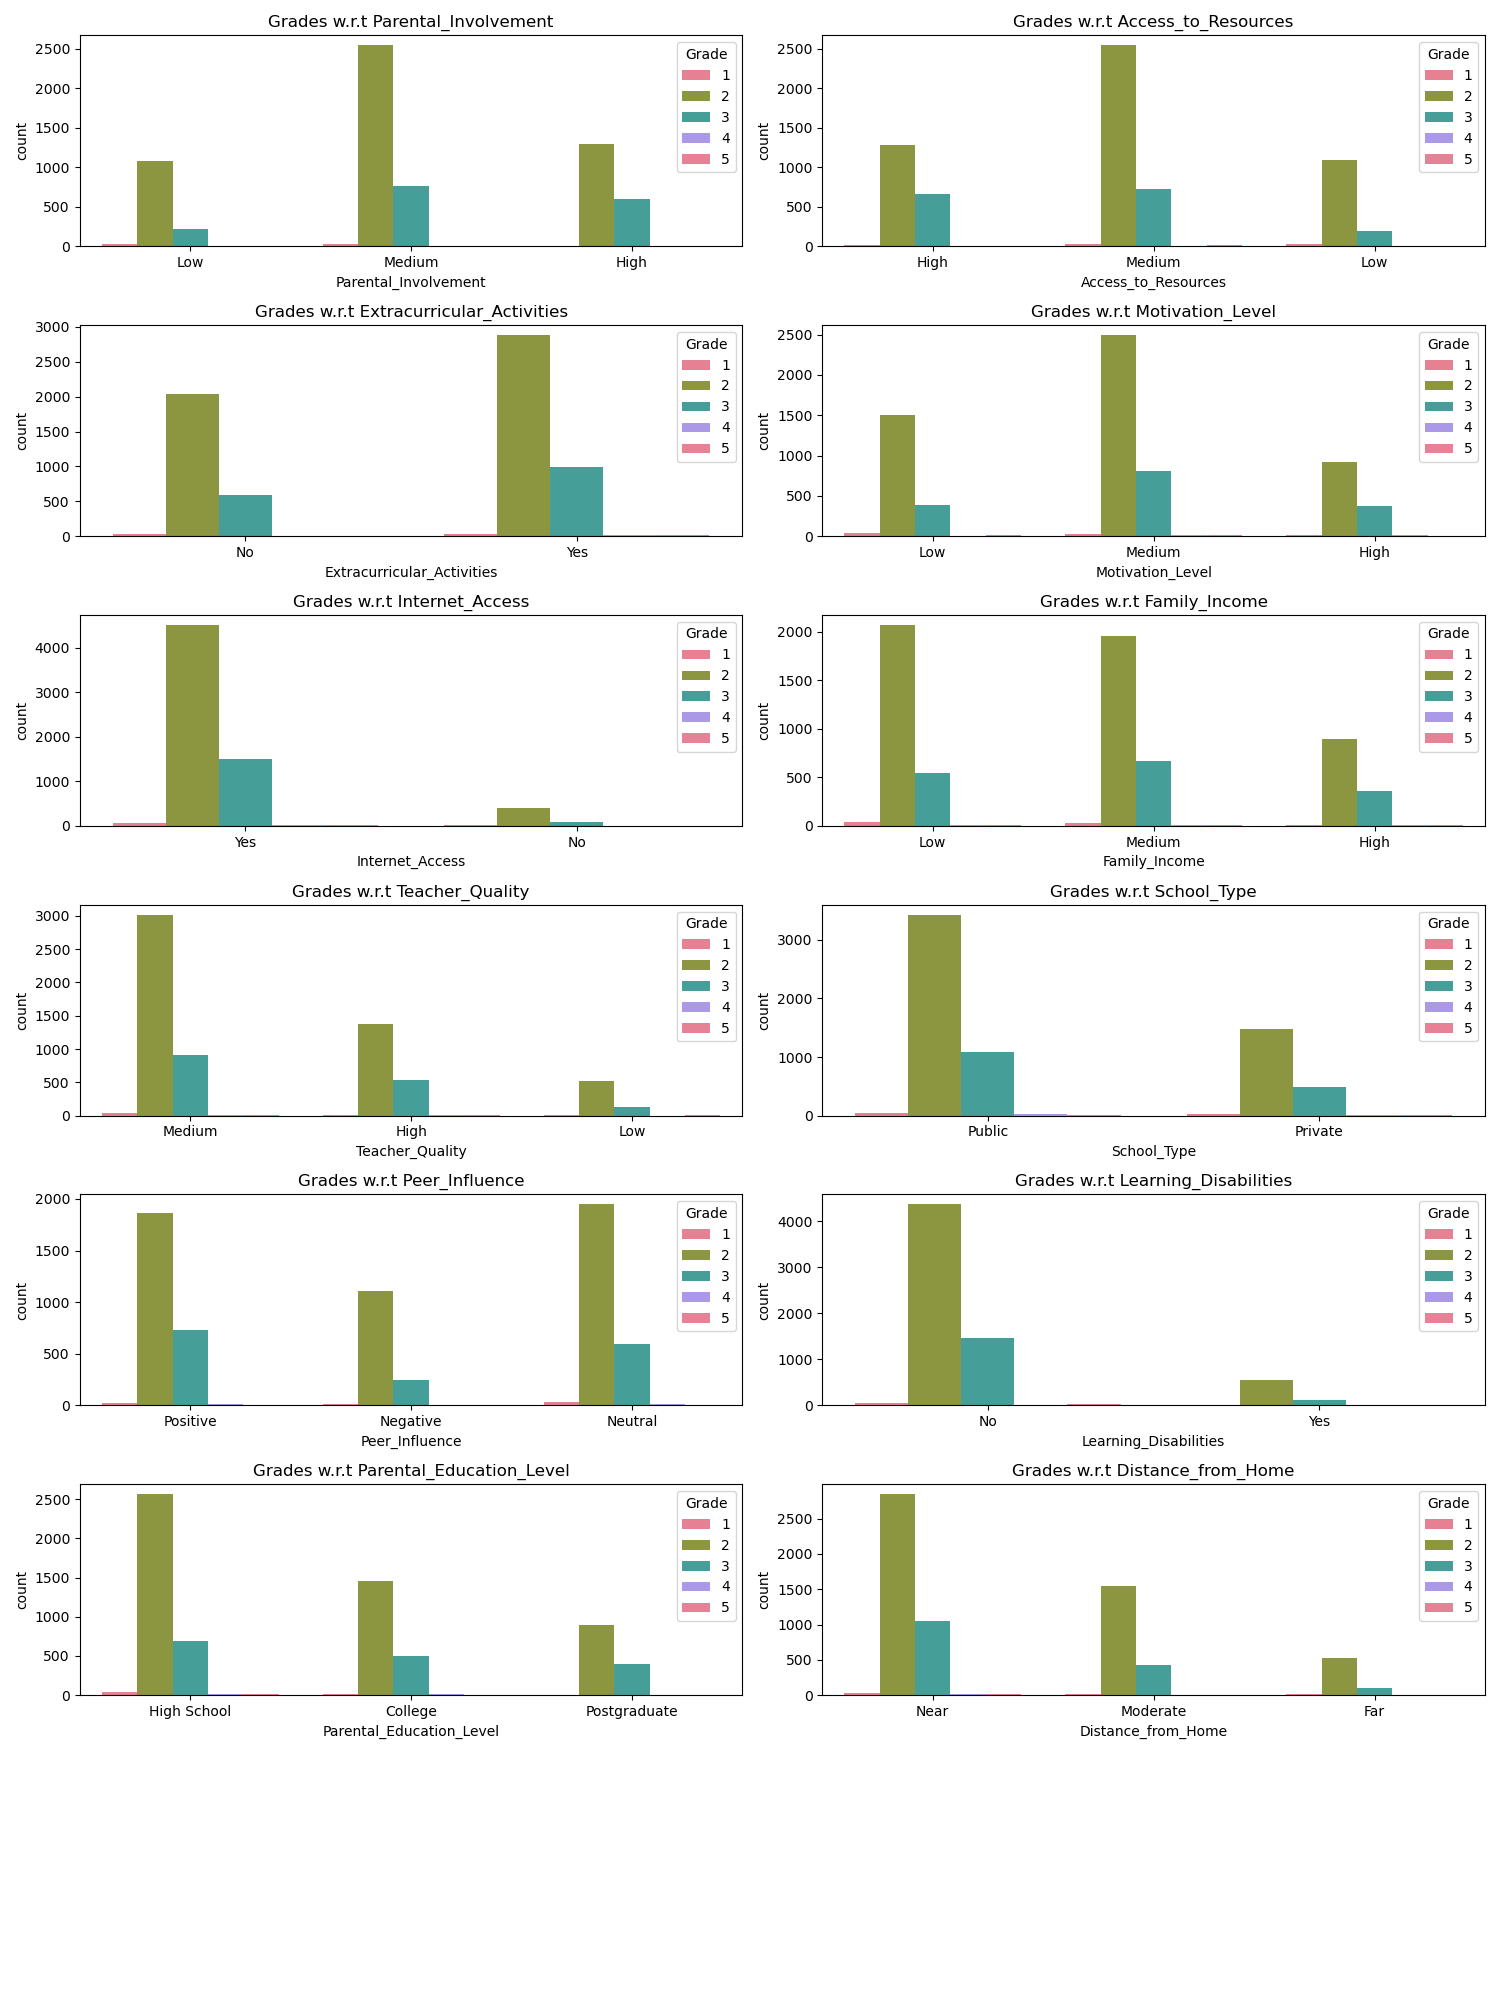 Grades w.r.t Parental_Involvement
count
2500
2000
1500
1000
500
0
Low Medium High
Parental_Involvement
Grade
1
2
3
4
5
Grades w.r.t Access_to_Resources
count
2500
2000
1500
1000
500
0
High Medium Low
Access_to_Resources
Grade
1
2
3
4
5
Grades w.r.t Extracurricular_Activities
count
3000
2500
2000
1500
1000
500
0
No Yes
Extracurricular_Activities
Grade
1
2
3
4
5
Grades w.r.t Motivation_Level
count
2500
2000
1500
1000
500
0
Low Medium High
Motivation_Level
Grade
1
2
3
4
5
Grades w.r.t Internet_Access
count
4000
3000
2000
1000
0
Yes No
Internet_Access
Grade
1
2
3
4
5
Grades w.r.t Family_Income
count
2000
1500
1000
500
0
Low Medium High
Family_Income
Grade
1
2
3
4
5
Grades w.r.t Teacher_Quality
count
3000
2500
2000
1500
1000
500
0
Medium High Low
Teacher_Quality
Grade
1
2
3
4
5
Grades w.r.t School_Type
count
3000
2000
1000
0
Public Private
School_Type
Grade
1
2
3
4
5
Grades w.r.t Peer_Influence
count
2000
1500
1000
500
0
Positive Negative Neutral
Peer_Influence
Grade
1
2
3
4
5
Grades w.r.t Learning_Disabilities
count
4000
3000
2000
1000
0
No Yes
Learning_Disabilities
Grade
1
2
3
4
5
Grades w.r.t Parental_Education_Level
count
2500
2000
1500
1000
500
0
High School College Postgraduate
Parental_Education_Level
Grade
1
2
3
4
5
Grades w.r.t Distance_from_Home
count
2500
2000
1500
1000
500
0
Near Moderate Far
Distance_from_Home
Grade
1
2
3
4
5